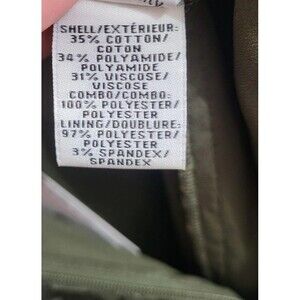 SHELL/EXTÉRIEUR:
35% COTTON/
COTON
34% POLYAMIDE/
POLYAMIDE
31% VISCOSE/
VISCOSE
COMBO/COMBO:
100% POLYESTER/
POLYESTER
LINING/DOUBLURE:
97% POLYESTER/
POLYESTER
3% SPANDEX/
SPANDEX